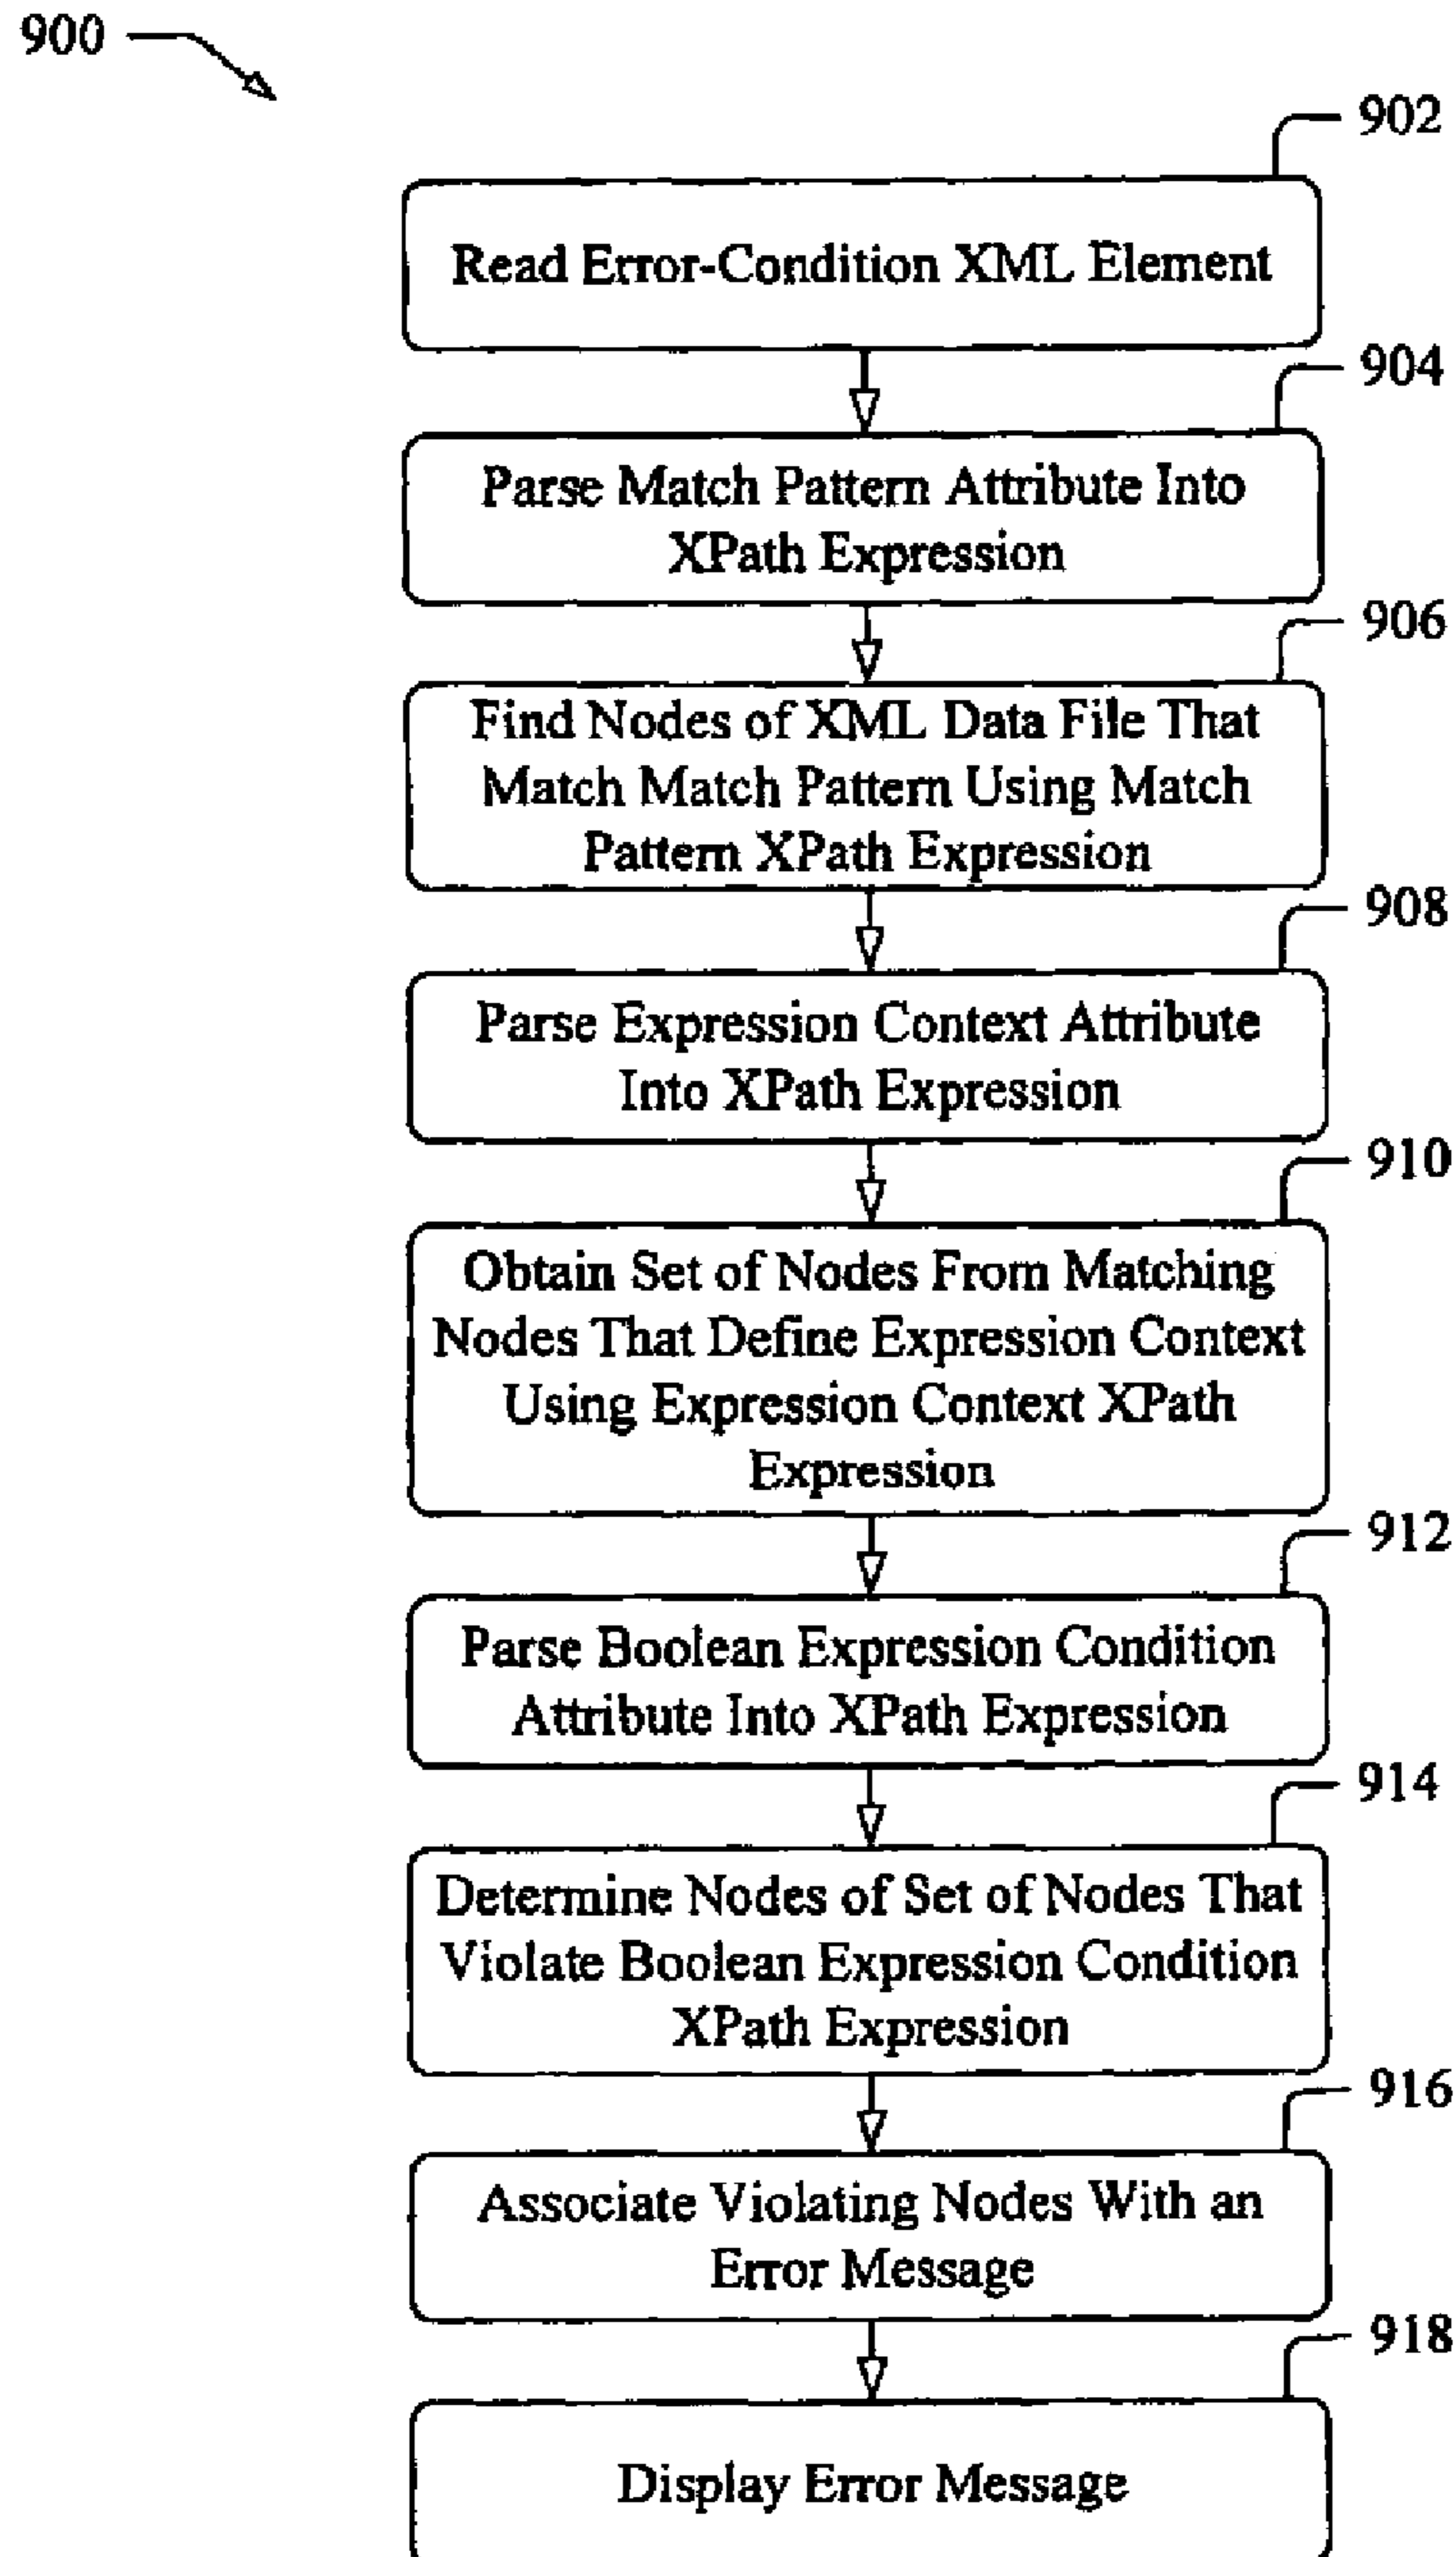 900
902
Read Error-Condition XML Element
904
Parse Match Pattern Attribute Into
XPath Expression
906
Find Nodes of XML Data File That
Match Match Pattern Using Match
Pattern XPath Expression
908
Parse Expression Context Attribute
Into XPath Expression
910
Obtain Set of Nodes From Matching
Nodes That Define Expression Context
Using Expression Context XPath
Expression
912
Parse Boolean Expression Condition
Attribute Into XPath Expression
914
Determine Nodes of Set of Nodes That
Violate Boolean Expression Condition
XPath Expression
916
Associate Violating Nodes With an
Error Message
918
Display Error Message